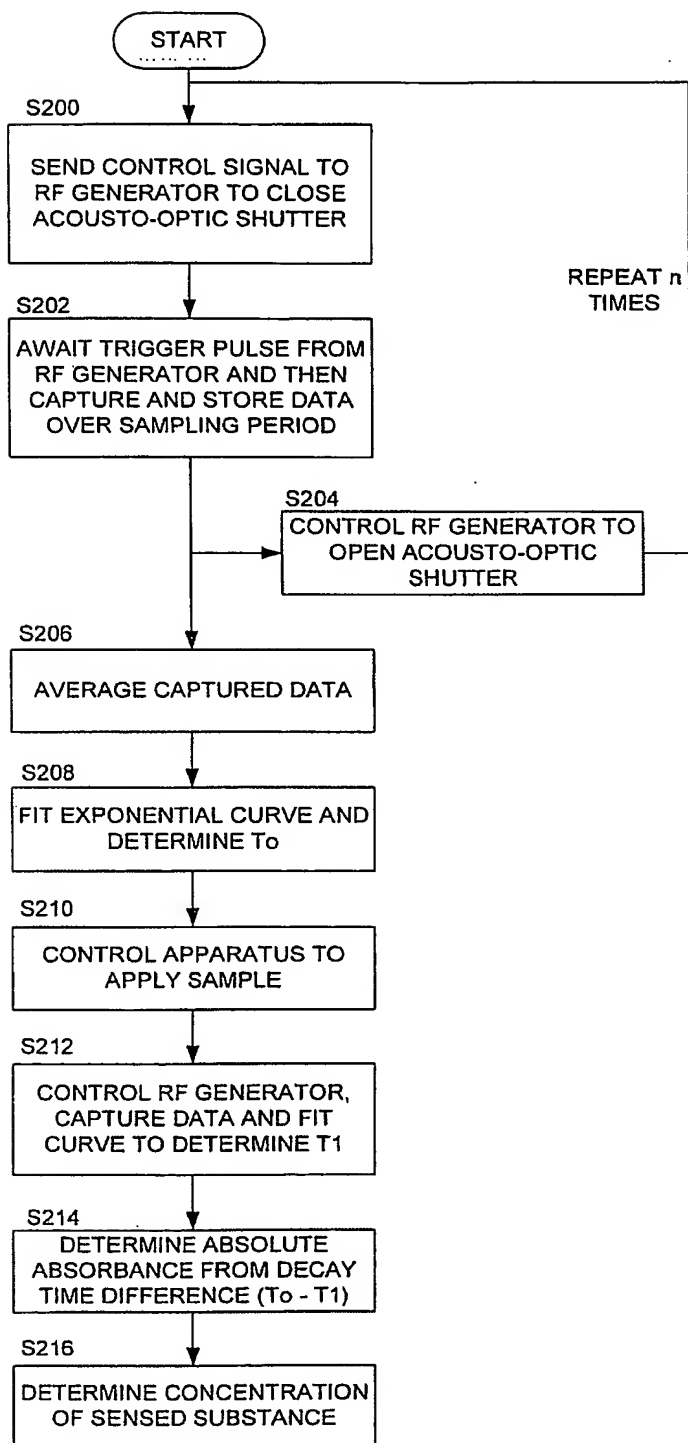 START
S200
SEND CONTROL SIGNAL TO
RF GENERATOR TO CLOSE
ACOUSTO-OPTIC SHUTTER
REPEAT n
TIMES
S202
AWAIT TRIGGER PULSE FROM
RF GENERATOR AND THEN
CAPTURE AND STORE DATA
OVER SAMPLING PERIOD
S204
CONTROL RF GENERATOR TO
OPEN ACOUSTO-OPTIC
SHUTTER
S206
AVERAGE CAPTURED DATA
S208
FIT EXPONENTIAL CURVE AND
DETERMINE To
S210
CONTROL APPARATUS TO
APPLY SAMPLE
S212
CONTROL RF GENERATOR,
CAPTURE DATA AND FIT
CURVE TO DETERMINE T1
S214
DETERMINE ABSOLUTE
ABSORBANCE FROM DECAY
TIME DIFFERENCE (To - T1)
S216
DETERMINE CONCENTRATION
OF SENSED SUBSTANCE